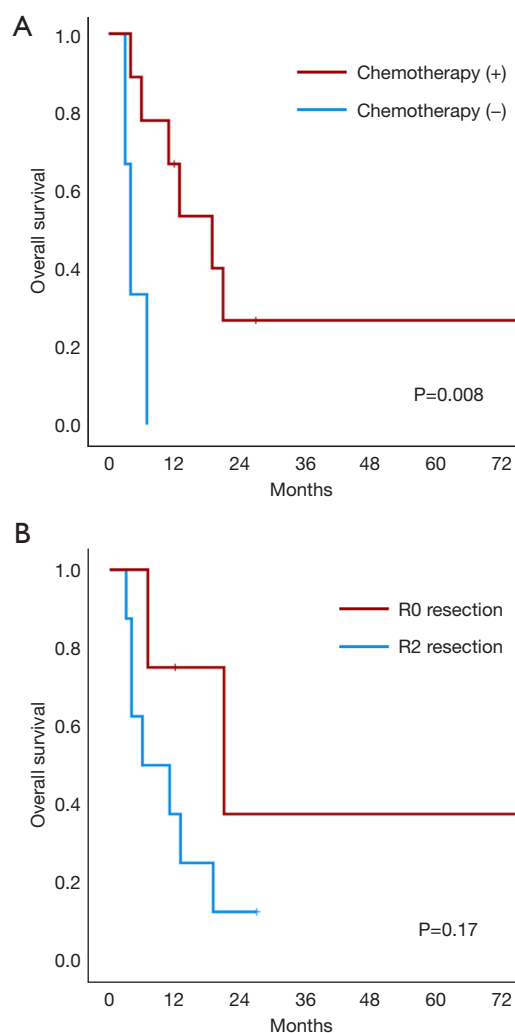 A
1.0
0.8
0.6
0.4
0.2
0.0
Overall survival
Chemotherapy (+)
Chemotherapy (–)
P=0.008
0 12 24 36 48 60 72
Months
B
1.0
0.8
0.6
0.4
0.2
0.0
Overall survival
R0 resection
R2 resection
P=0.17
0 12 24 36 48 60 72
Months